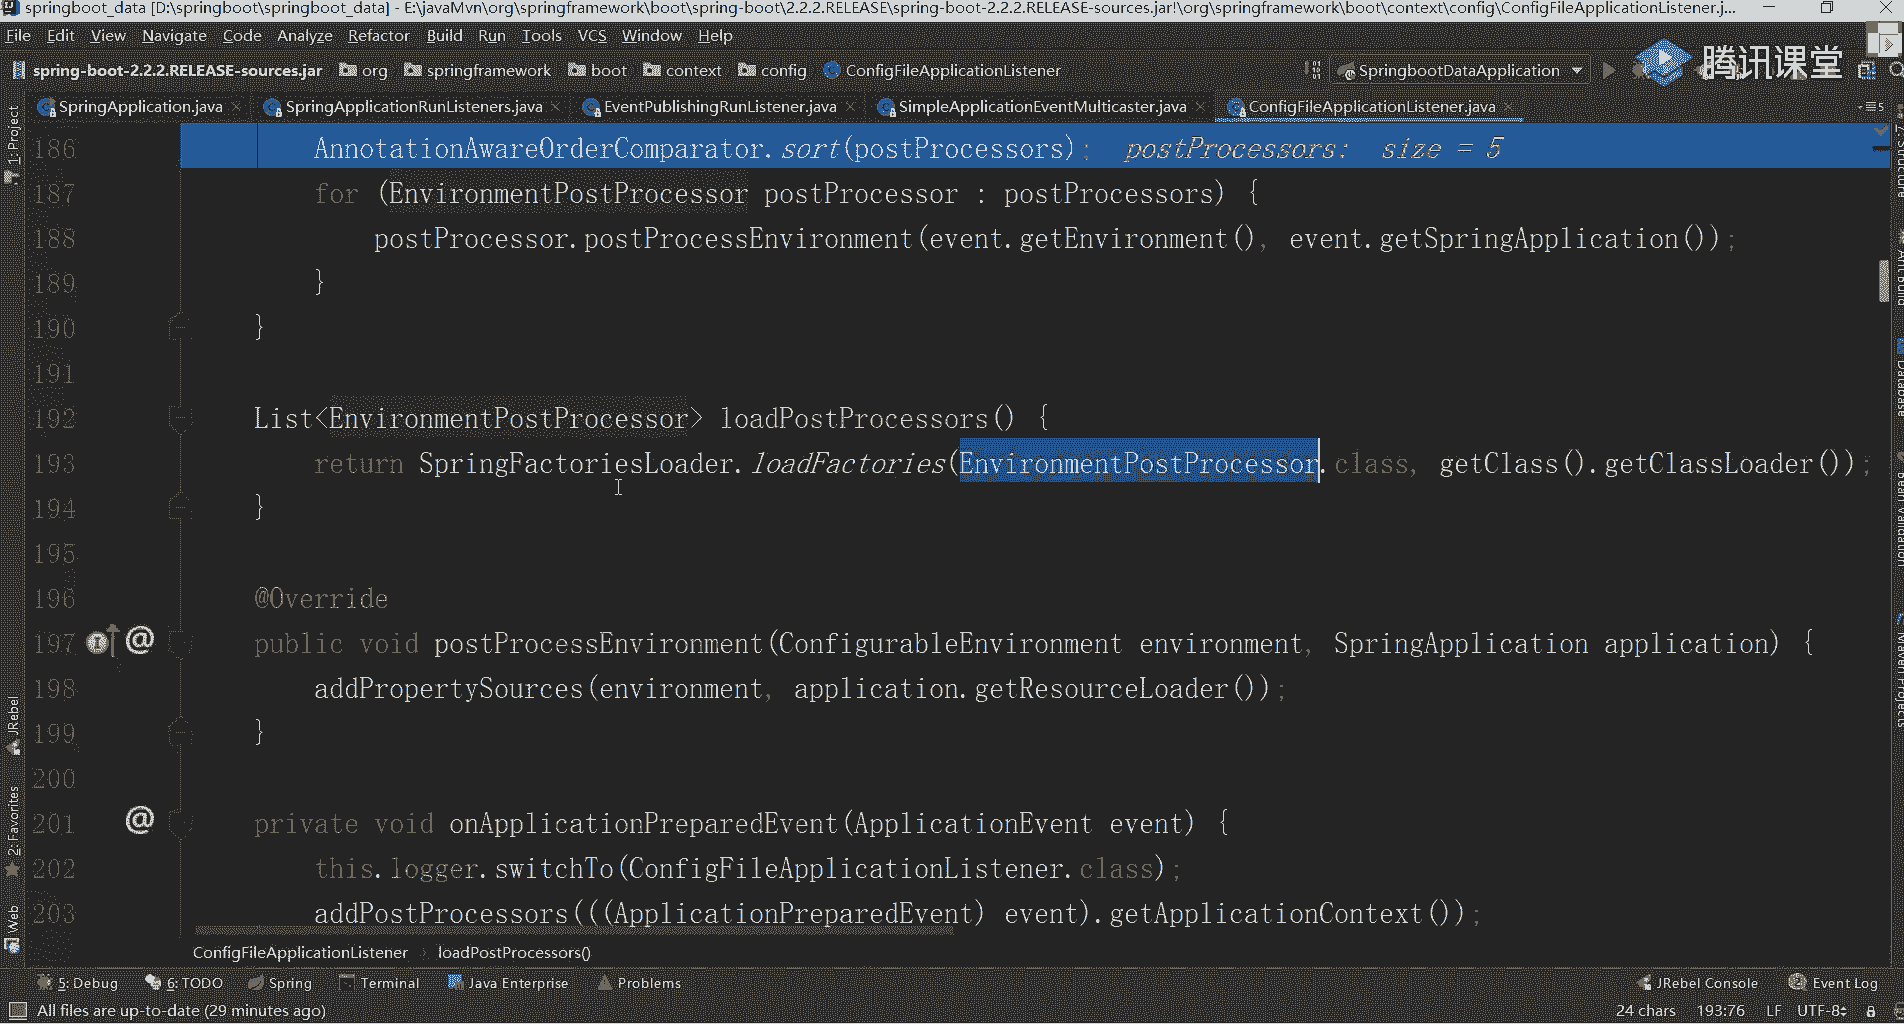 springboot_data [D:\springboot\springboot_data] - E:\javaMvn\org\springframework\boot\spring-boot\2.2.2.RELEASE\spring-boot-2.2.2.RELEASE-sources.jar!\org\springframework\boot\context\config\ConfigFileApplicationListener.j...
File Edit View Navigate Code Analyze Refactor Build Run Tools VCS Window Help
spring-boot-2.2.2.RELEASE-sources.jar org springframework boot context config ConfigFileApplicationListener SpringbootDataApplication
腾讯课堂
SpringApplication.java SpringApplicationRunListeners.java EventPublishingRunListener.java SimpleApplicationEventMulticaster.java ConfigFileApplicationListener.java 5
186 AnnotationAwareOrderComparator.sort(postProcessors); postProcessors: size = 5
187 for (EnvironmentPostProcessor postProcessor : postProcessors) {
188 postProcessor.postProcessEnvironment(event.getEnvironment(), event.getSpringApplication());
189 }
190 }
191
192 List<EnvironmentPostProcessor> loadPostProcessors() {
193 return SpringFactoriesLoader.loadFactories(EnvironmentPostProcessor.class, getClass().getClassLoader());
194 }
195
196 @Override
197 @ public void postProcessEnvironment(ConfigurableEnvironment environment, SpringApplication application) {
198 addPropertySources(environment, application.getResourceLoader());
199 }
200
201 @ private void onApplicationPreparedEvent(ApplicationEvent event) {
202 this.logger.switchTo(ConfigFileApplicationListener.class);
203 addPostProcessors(((ApplicationPreparedEvent) event).getApplicationContext());
ConfigFileApplicationListener loadPostProcessors()
1: Project
JRebel
2: Favorites
Web
Database
Bean Validation
Maven Projects
5: Debug 6: TODO Spring Terminal Java Enterprise Problems JRebel Console Event Log
All files are up-to-date (29 minutes ago) 24 chars 193:76 LF UTF-8